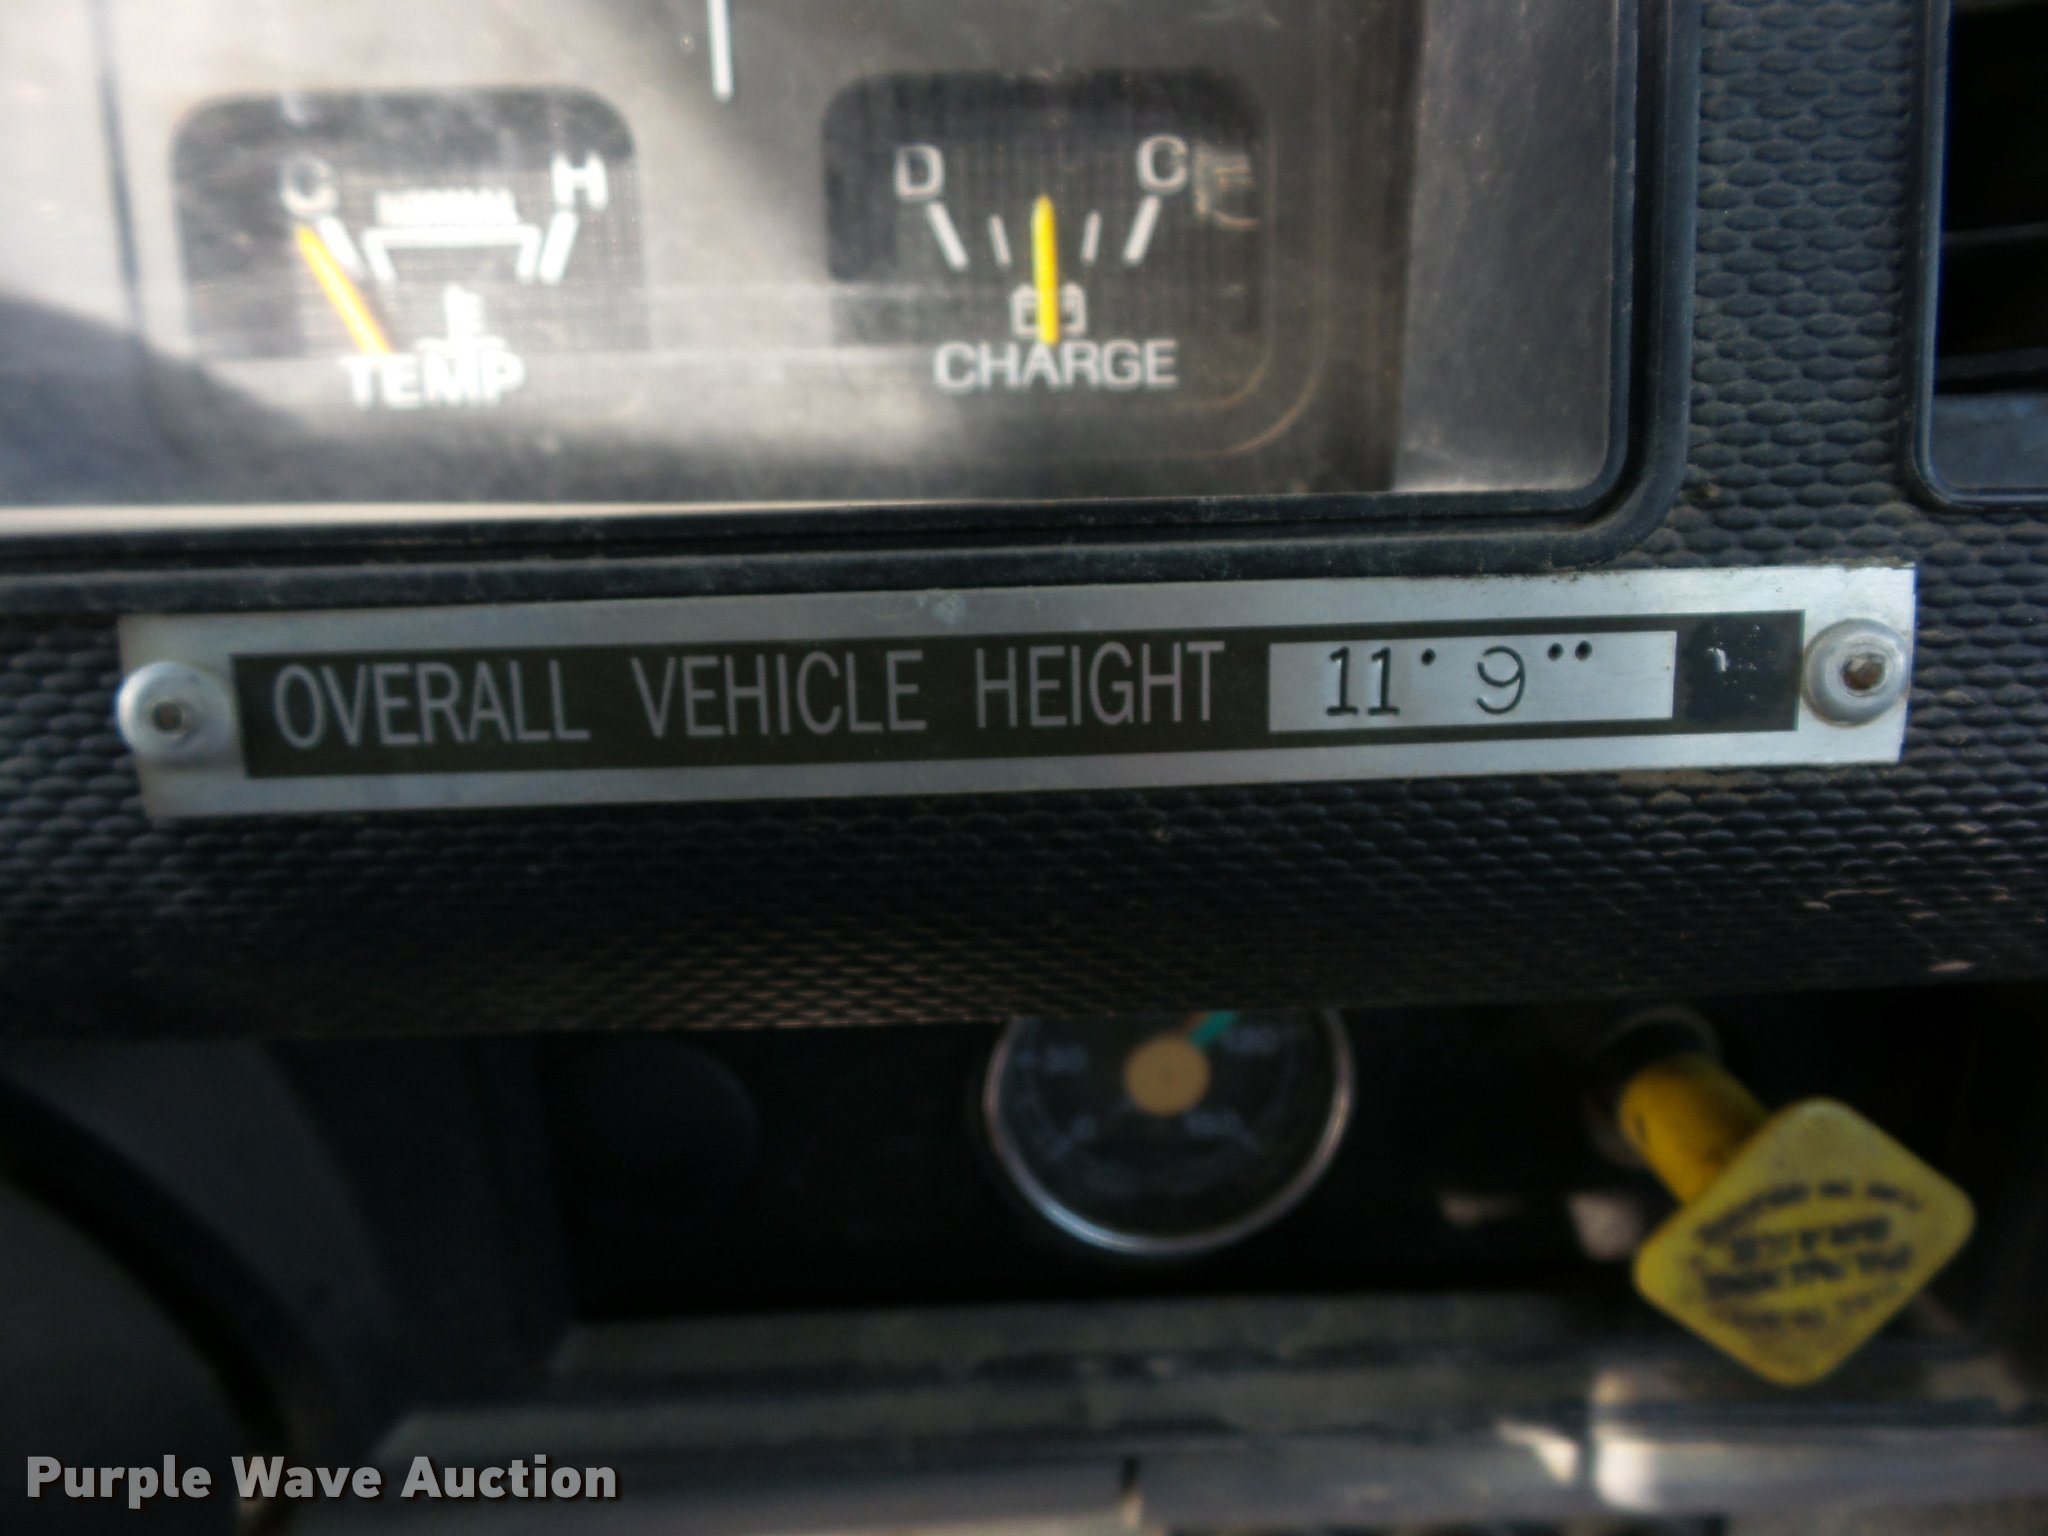 C H
NORMAL
TEMP
D C
CHARGE
OVERALL VEHICLE HEIGHT 11' 9"
Purple Wave Auction